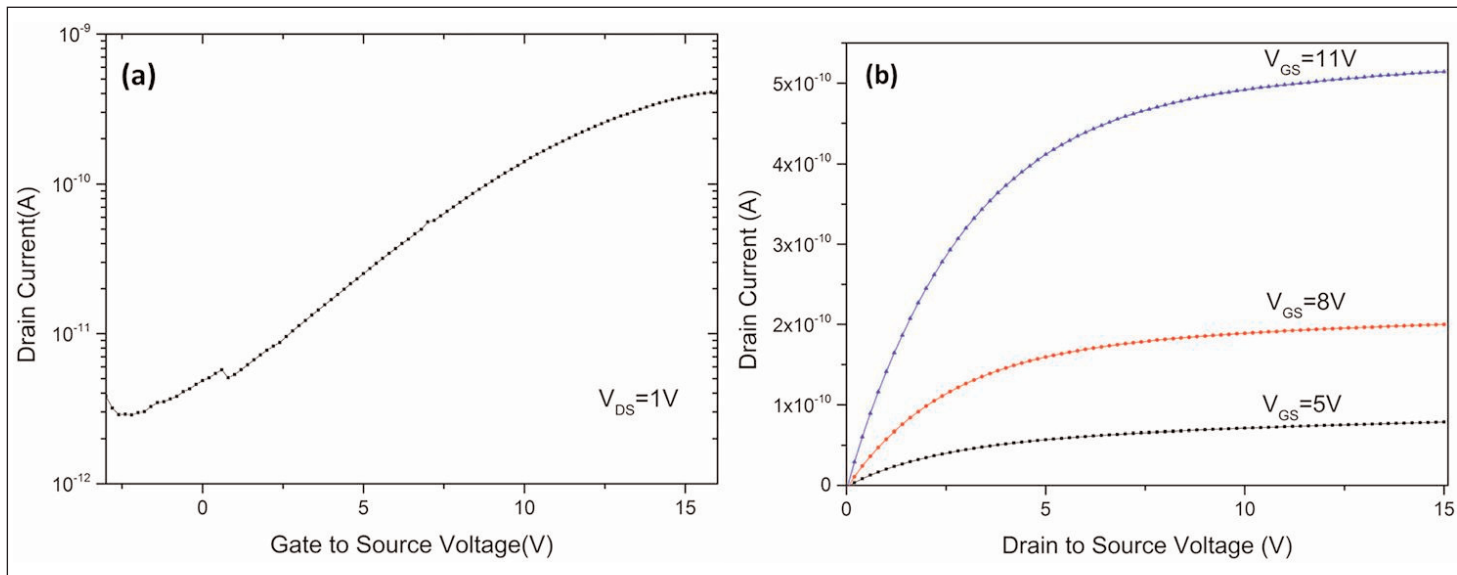 (a)
10⁻⁹
10⁻¹⁰
10⁻¹¹
10⁻¹²
Drain Current(A)
V_DS=1V
0 5 10 15
Gate to Source Voltage(V)
(b)
V_GS=11V
5x10⁻¹⁰
4x10⁻¹⁰
3x10⁻¹⁰
2x10⁻¹⁰
1x10⁻¹⁰
0
Drain Current (A)
V_GS=8V
V_GS=5V
0 5 10 15
Drain to Source Voltage (V)